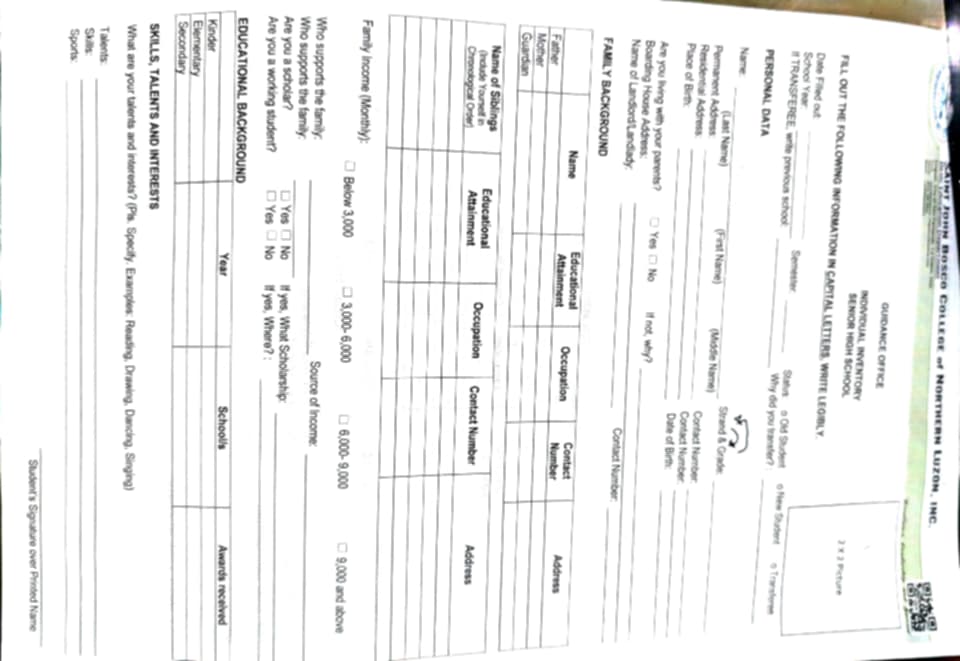 SAINT JOHN BOSCO COLLEGE OF NORTHERN LUZON, INC.
GUIDANCE OFFICE
INDIVIDUAL INVENTORY
SENIOR HIGH SCHOOL
2 X 2 Picture
FILL OUT THE FOLLOWING INFORMATION IN CAPITAL LETTERS, WRITE LEGIBLY.
Date Filled out:
School Year: Semester: Status: o Old Student o New Student o Transferee
If TRANSFEREE, write previous school: Why did you transfer? :
PERSONAL DATA
Name: Strand & Grade:
(Last Name) (First Name) (Middle Name)
Permanent Address: Contact Number:
Residential Address: Contact Number:
Place of Birth: Date of Birth:
Are you living with your parents? ☐ Yes ☐ No If not, why?
Boarding House Address:
Name of Landlord/Landlady: Contact Number:
FAMILY BACKGROUND
Name Educational Attainment Occupation Contact Number Address
Father
Mother
Guardian
Name of Siblings (Include Yourself in Chronological Order) Educational Attainment Occupation Contact Number Address
Family Income (Monthly):
☐ Below 3,000 ☐ 3,000- 6,000 ☐ 6,000- 9,000 ☐ 9,000 and above
Who supports the family: Source of Income:
Who supports the family:
Are you a scholar? ☐ Yes ☐ No If yes, What Scholarship:
Are you a working student? ☐ Yes ☐ No If yes, Where? :
EDUCATIONAL BACKGROUND
Year School/s Awards received
Kinder
Elementary
Secondary
SKILLS, TALENTS AND INTERESTS
What are your talents and interests? (Pls. Specify. Examples: Reading, Drawing, Dancing, Singing)
Talents:
Skills:
Sports:
Student's Signature over Printed Name